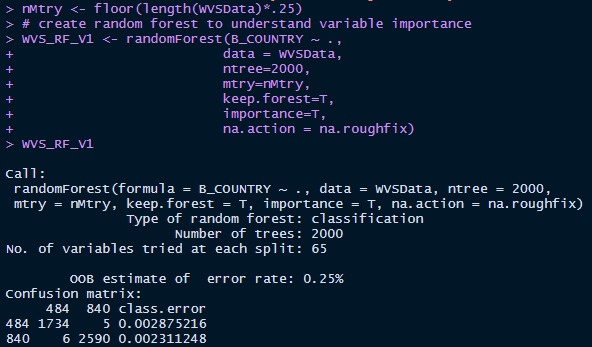 > nMtry <- floor(length(WVSData)*.25)
> # create random forest to understand variable importance
> WVS_RF_V1 <- randomForest(B_COUNTRY ~ .,
+                           data = WVSData,
+                           ntree=2000,
+                           mtry=nMtry,
+                           keep.forest=T,
+                           importance=T,
+                           na.action = na.roughfix)
> WVS_RF_V1
Call:
 randomForest(formula = B_COUNTRY ~ ., data = WVSData, ntree = 2000,
 mtry = nMtry, keep.forest = T, importance = T, na.action = na.roughfix)
               Type of random forest: classification
                     Number of trees: 2000
No. of variables tried at each split: 65
        OOB estimate of  error rate: 0.25%
Confusion matrix:
     484  840 class.error
484 1734    5 0.002875216
840    6 2590 0.002311248